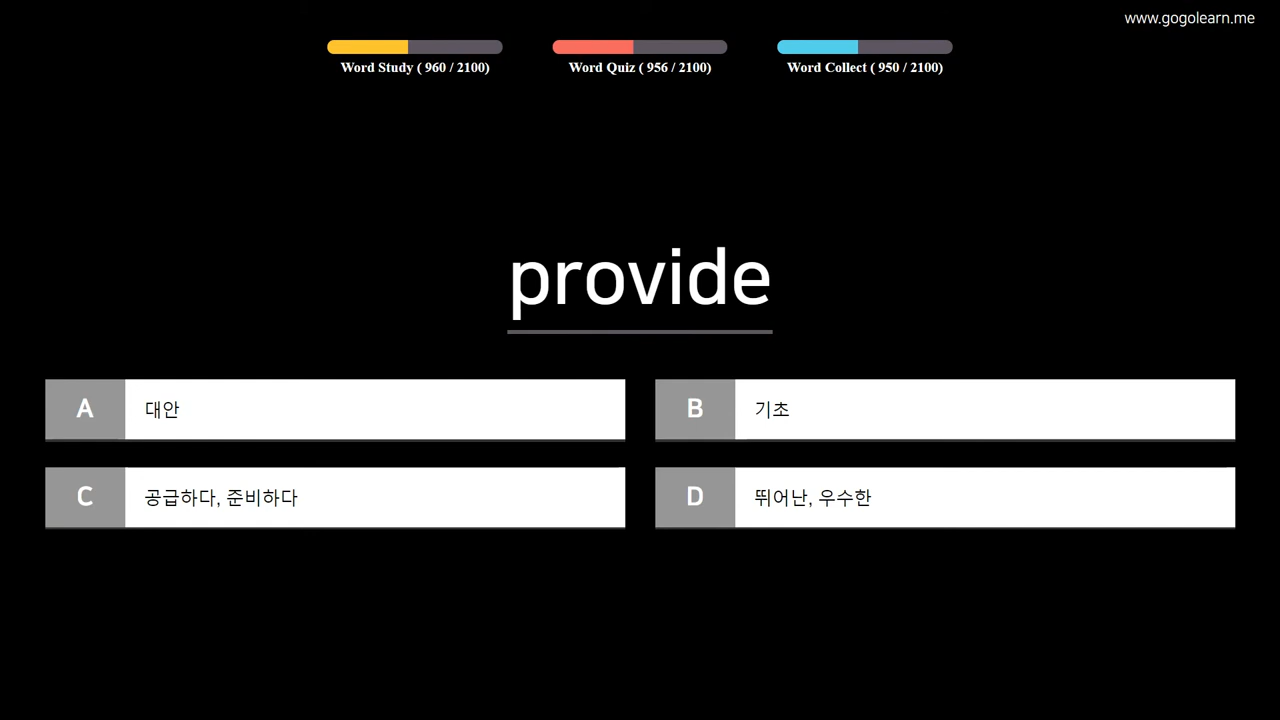 www.gogolearn.me
Word Study ( 960 / 2100)
Word Quiz ( 956 / 2100)
Word Collect ( 950 / 2100)
provide
A 대안
B 기초
C 공급하다, 준비하다
D 뛰어난, 우수한